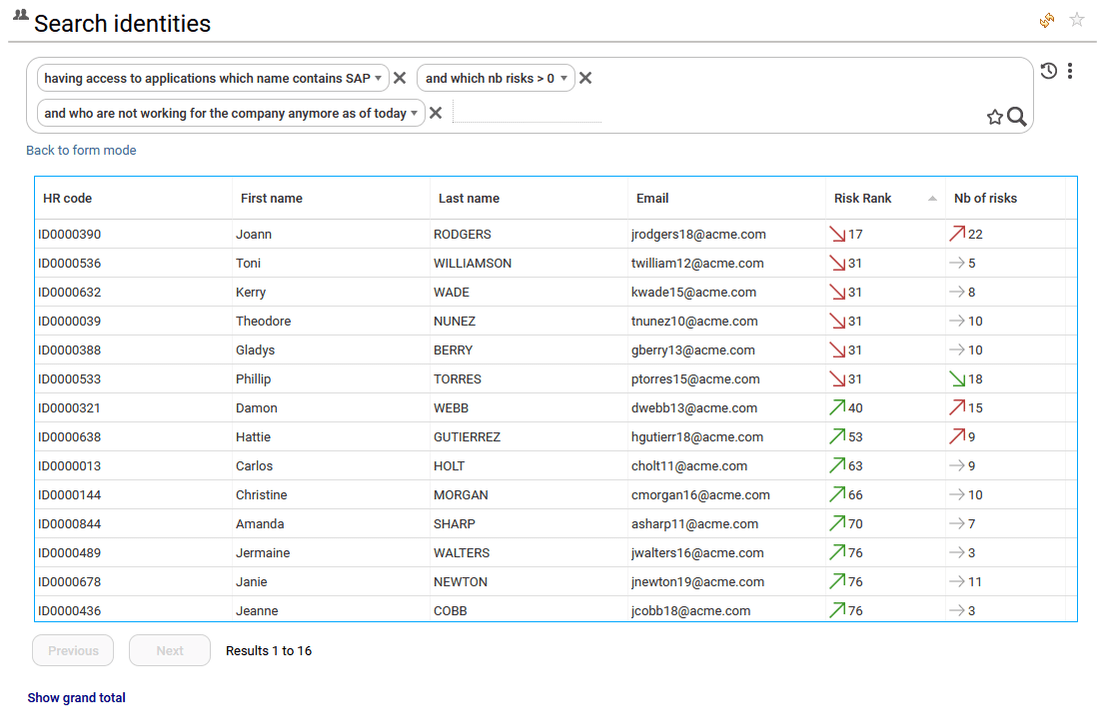 Search identities
having access to applications which name contains SAP and which nb risks > 0
and who are not working for the company anymore as of today
Back to form mode
HR code First name Last name Email Risk Rank Nb of risks
ID0000390 Joann RODGERS jrodgers18@acme.com 17 22
ID0000536 Toni WILLIAMSON twilliam12@acme.com 31 5
ID0000632 Kerry WADE kwade15@acme.com 31 8
ID0000039 Theodore NUNEZ tnunez10@acme.com 31 10
ID0000388 Gladys BERRY gberry13@acme.com 31 10
ID0000533 Phillip TORRES ptorres15@acme.com 31 18
ID0000321 Damon WEBB dwebb13@acme.com 40 15
ID0000638 Hattie GUTIERREZ hgutierr18@acme.com 53 9
ID0000013 Carlos HOLT cholt11@acme.com 63 9
ID0000144 Christine MORGAN cmorgan16@acme.com 66 10
ID0000844 Amanda SHARP asharp11@acme.com 70 7
ID0000489 Jermaine WALTERS jwalters16@acme.com 76 3
ID0000678 Janie NEWTON jnewton19@acme.com 76 11
ID0000436 Jeanne COBB jcobb18@acme.com 76 3
Previous Next Results 1 to 16
Show grand total